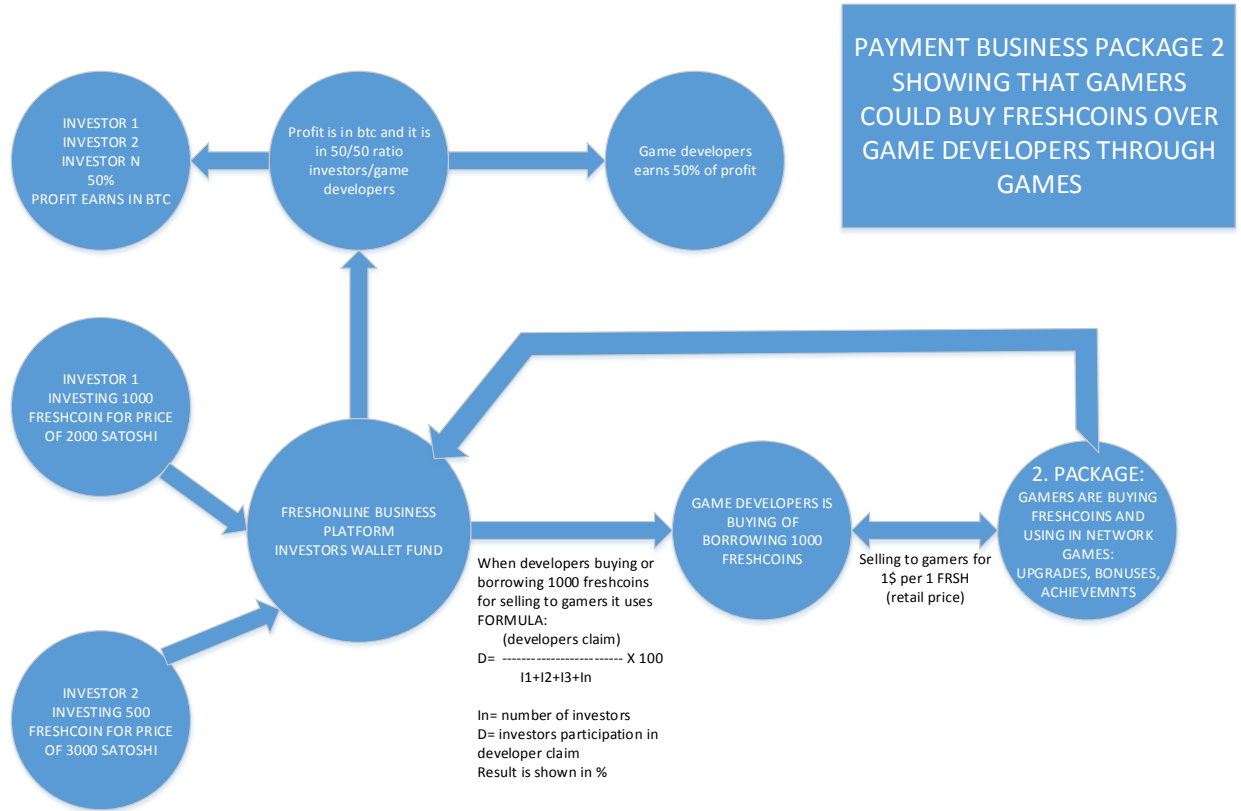 PAYMENT BUSINESS PACKAGE 2
SHOWING THAT GAMERS
COULD BUY FRESHCOINS OVER
GAME DEVELOPERS THROUGH
GAMES
INVESTOR 1
INVESTOR 2
INVESTOR N
50%
PROFIT EARNS IN BTC
Profit is in btc and it is
in 50/50 ratio
investors/game
developers
Game developers
earns 50% of profit
INVESTOR 1
INVESTING 1000
FRESHCOIN FOR PRICE
OF 2000 SATOSHI
FRESHONLINE BUSINESS
PLATFORM
INVESTORS WALLET FUND
GAME DEVELOPERS IS
BUYING OF
BORROWING 1000
FRESHCOINS
Selling to gamers for
1$ per 1 FRSH
(retail price)
2. PACKAGE:
GAMERS ARE BUYING
FRESHCOINS AND
USING IN NETWORK
GAMES:
UPGRADES, BONUSES,
ACHIEVEMNTS
When developers buying or
borrowing 1000 freshcoins
for selling to gamers it uses
FORMULA:
(developers claim)
D= -------------------------- X 100
I1+I2+I3+In
In= number of investors
D= investors participation in
developer claim
Result is shown in %
INVESTOR 2
INVESTING 500
FRESHCOIN FOR PRICE
OF 3000 SATOSHI